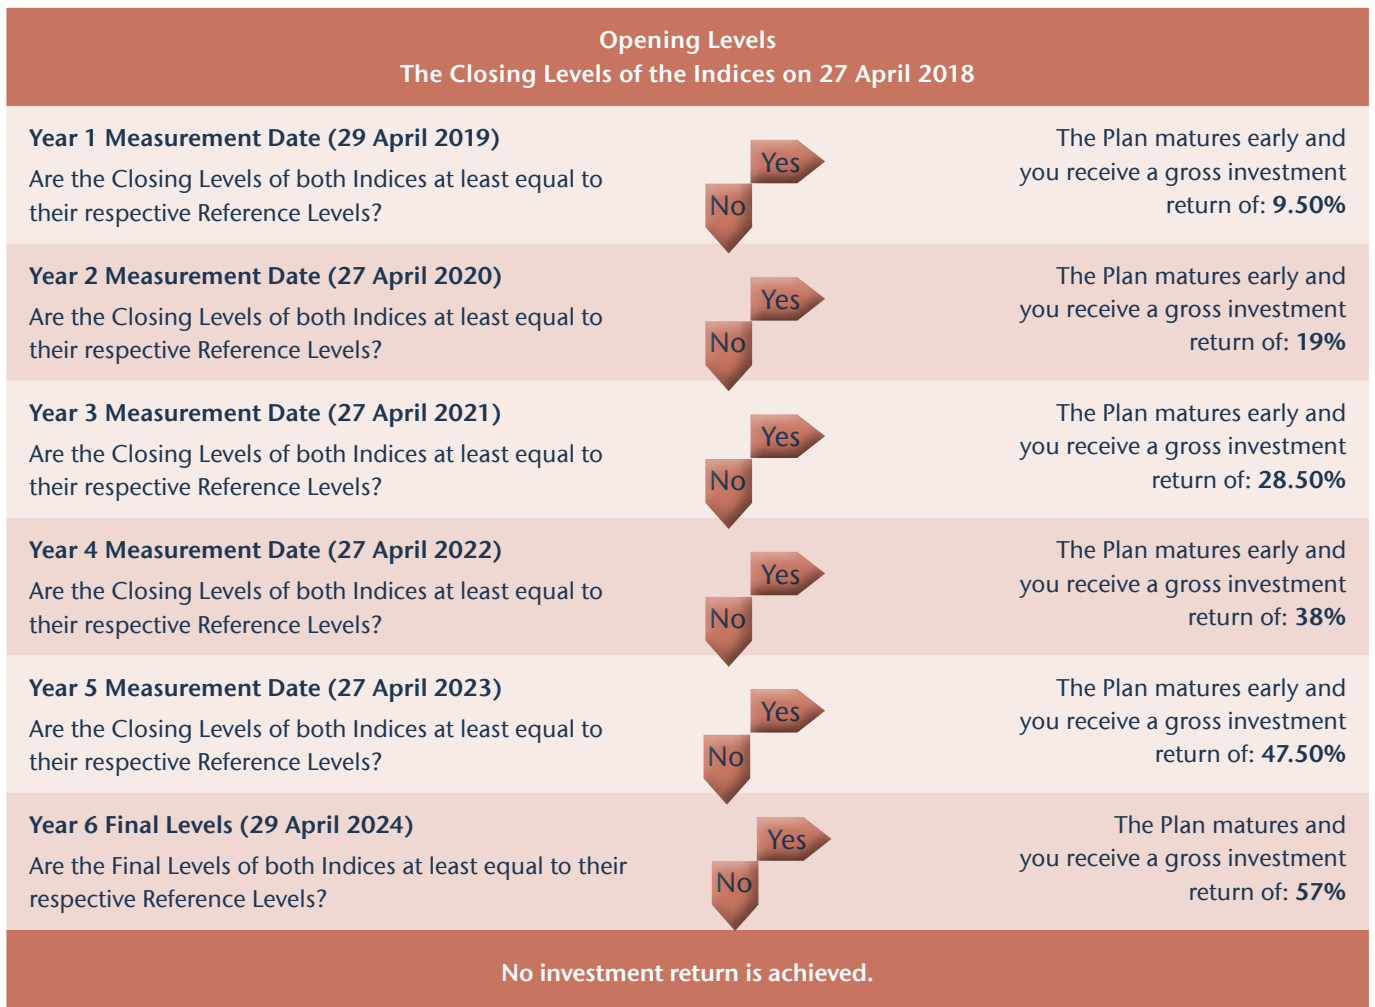 Opening Levels
The Closing Levels of the Indices on 27 April 2018
Year 1 Measurement Date (29 April 2019)
Are the Closing Levels of both Indices at least equal to
their respective Reference Levels?
Yes
No
The Plan matures early and
you receive a gross investment
return of: 9.50%
Year 2 Measurement Date (27 April 2020)
Are the Closing Levels of both Indices at least equal to
their respective Reference Levels?
Yes
No
The Plan matures early and
you receive a gross investment
return of: 19%
Year 3 Measurement Date (27 April 2021)
Are the Closing Levels of both Indices at least equal to
their respective Reference Levels?
Yes
No
The Plan matures early and
you receive a gross investment
return of: 28.50%
Year 4 Measurement Date (27 April 2022)
Are the Closing Levels of both Indices at least equal to
their respective Reference Levels?
Yes
No
The Plan matures early and
you receive a gross investment
return of: 38%
Year 5 Measurement Date (27 April 2023)
Are the Closing Levels of both Indices at least equal to
their respective Reference Levels?
Yes
No
The Plan matures early and
you receive a gross investment
return of: 47.50%
Year 6 Final Levels (29 April 2024)
Are the Final Levels of both Indices at least equal to their
respective Reference Levels?
Yes
No
The Plan matures and
you receive a gross investment
return of: 57%
No investment return is achieved.